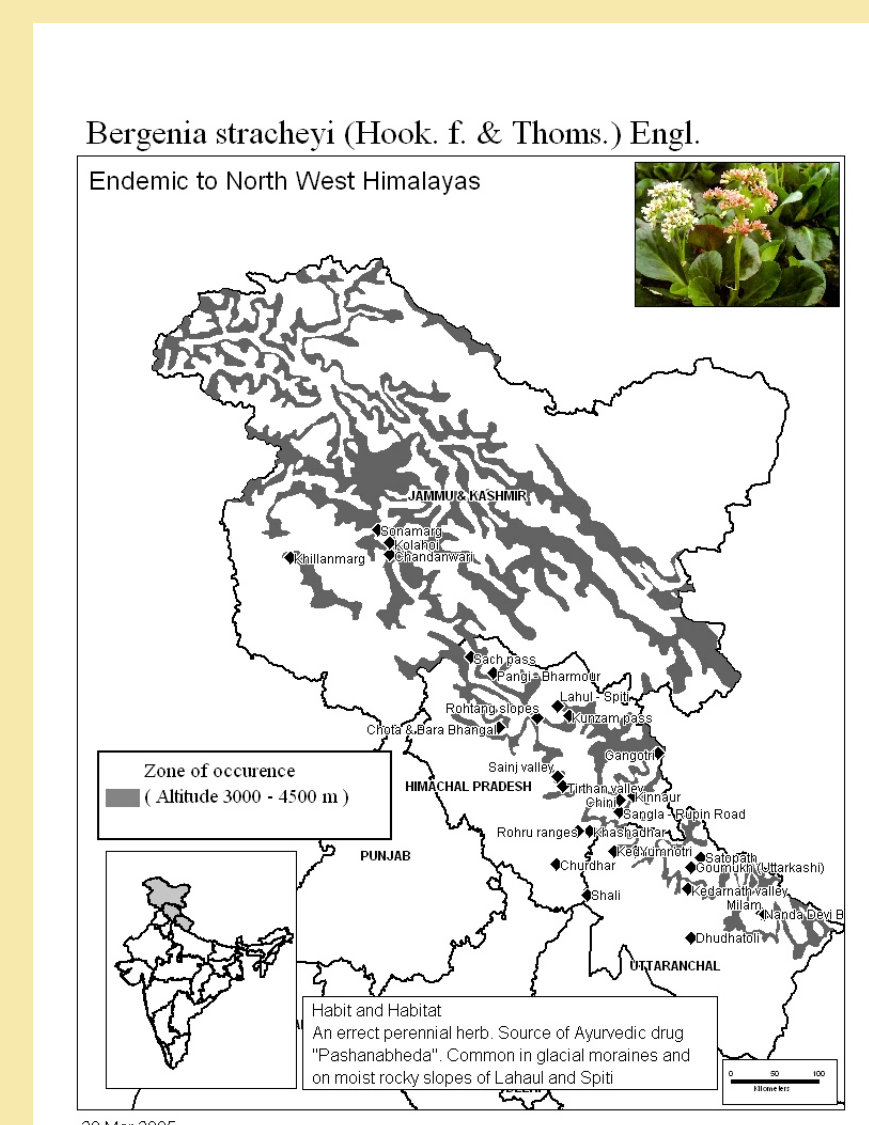 Bergenia stracheyi (Hook. f. & Thoms.) Engl.
Endemic to North West Himalayas
JAMMU & KASHMIR
Sonamarg
Kolahoi
Khillanmarg
Chandanwari
Sach pass
Pangi - Bharmour
Lahul - Spiti
Rohtang slopes
Kunzam pass
Chota & Bara Bhangal
Gangotri
Sainj valley
HIMACHAL PRADESH
Tirthan valley
Chini
Kinnaur
Sangla - Rupin Road
Rohru ranges
Khashadhar
Zone of occurence
( Altitude 3000 - 4500 m )
PUNJAB
Churdhar
Satopath
Goumukh (Uttarkashi)
Kedarnath valley
Shali
Milam
Nanda Devi B
Dhudhatoli
UTTARANCHAL
Habit and Habitat
An errect perennial herb. Source of Ayurvedic drug
"Pashanabheda". Common in glacial moraines and
on moist rocky slopes of Lahaul and Spiti
0 50 100
Kilometers